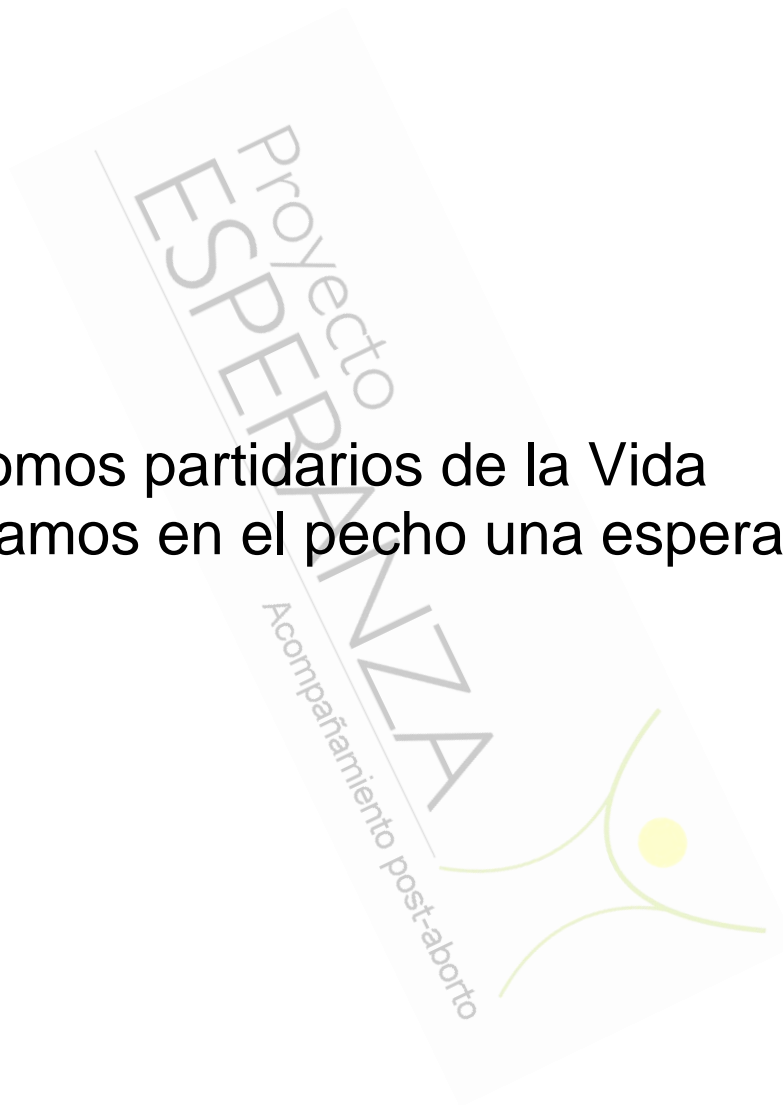 Proyecto
ESPERANZA
omos partidarios de la Vida
amos en el pecho una espera
Acompañamiento post-aborto